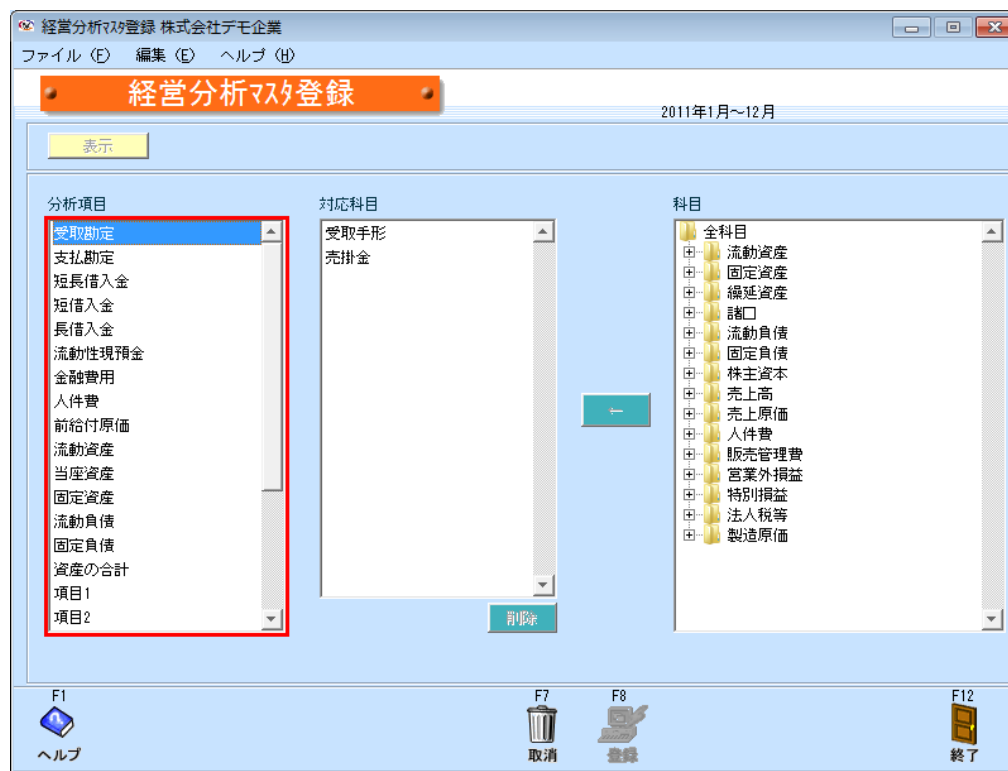 経営分析ﾏｽﾀ登録 株式会社デモ企業
ファイル (F) 編集 (E) ヘルプ (H)
経営分析ﾏｽﾀ登録
2011年1月～12月
表示
分析項目
受取勘定
支払勘定
短長借入金
短借入金
長借入金
流動性現預金
金融費用
人件費
前給付原価
流動資産
当座資産
固定資産
流動負債
固定負債
資産の合計
項目1
項目2
対応科目
受取手形
売掛金
←
削除
科目
全科目
流動資産
固定資産
繰延資産
諸口
流動負債
固定負債
株主資本
売上高
売上原価
人件費
販売管理費
営業外損益
特別損益
法人税等
製造原価
F1
ヘルプ
F7
取消
F8
登録
F12
終了